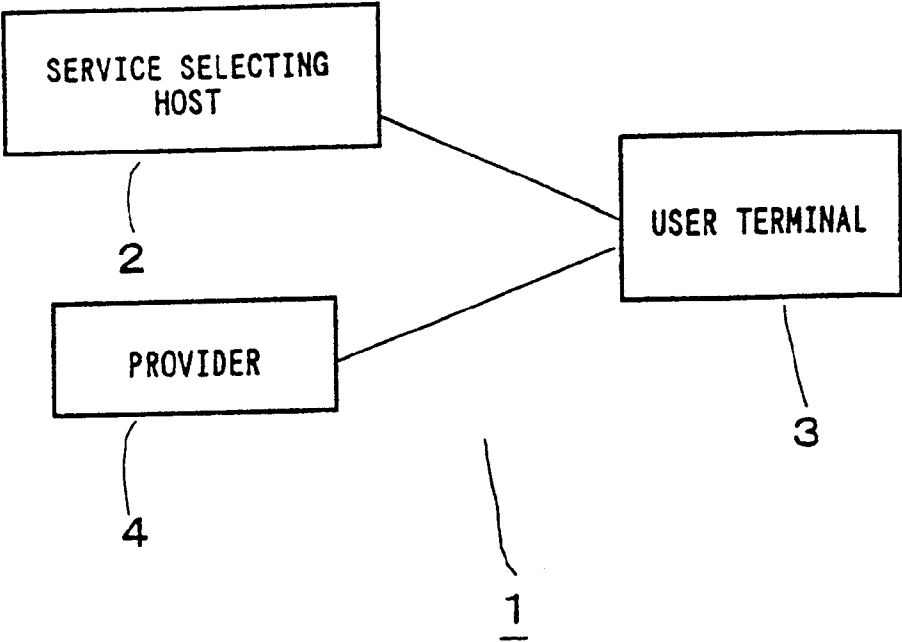 SERVICE SELECTING
HOST
2
USER TERMINAL
3
PROVIDER
4
1